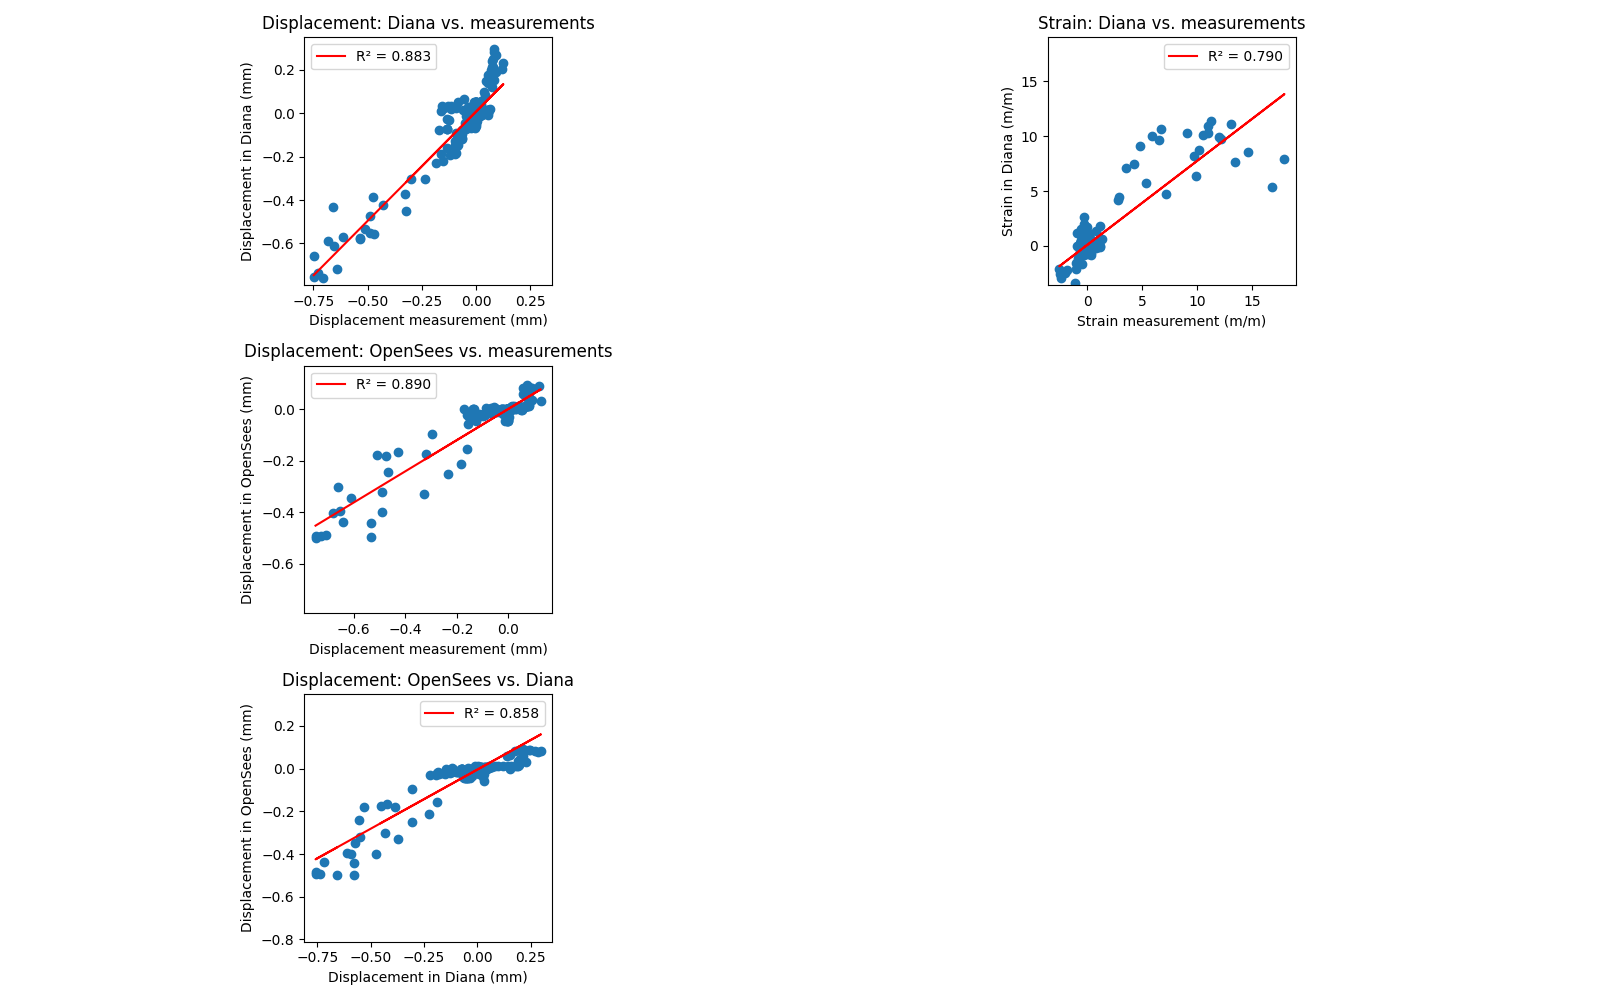 Displacement: Diana vs. measurements
R² = 0.883
0.2
0.0
−0.2
−0.4
−0.6
Displacement in Diana (mm)
−0.75
−0.50
−0.25
0.00
0.25
Displacement measurement (mm)
Strain: Diana vs. measurements
R² = 0.790
15
10
5
0
Strain in Diana (m/m)
0
5
10
15
Strain measurement (m/m)
Displacement: OpenSees vs. measurements
R² = 0.890
0.0
−0.2
−0.4
−0.6
Displacement in OpenSees (mm)
−0.6
−0.4
−0.2
0.0
Displacement measurement (mm)
Displacement: OpenSees vs. Diana
R² = 0.858
0.2
0.0
−0.2
−0.4
−0.6
−0.8
Displacement in OpenSees (mm)
−0.75
−0.50
−0.25
0.00
0.25
Displacement in Diana (mm)